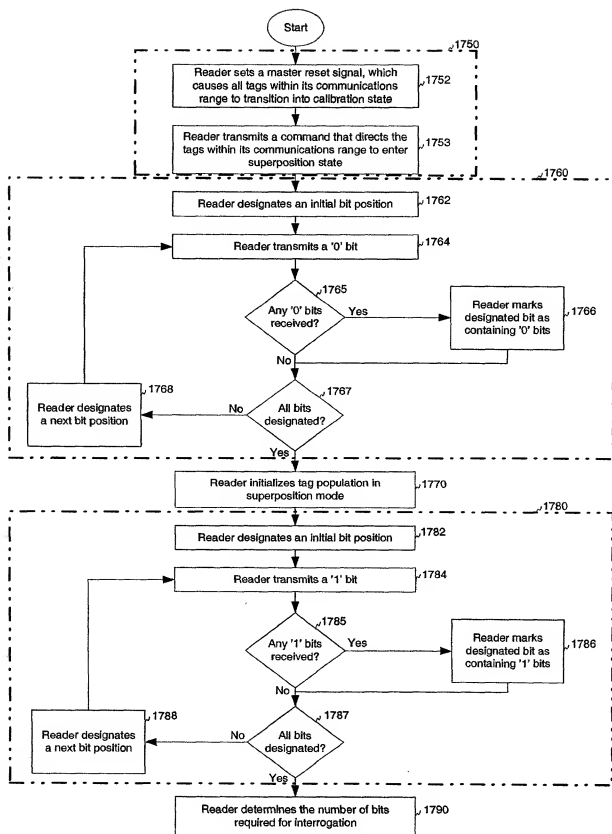 Start
1750
Reader sets a master reset signal, which
causes all tags within its communications
range to transition into calibration state
1752
Reader transmits a command that directs the
tags within its communications range to enter
superposition state
1753
1760
Reader designates an initial bit position
1762
Reader transmits a '0' bit
1764
1765
Any '0' bits
received?
Yes
Reader marks
designated bit as
containing '0' bits
1766
No
1768
Reader designates
a next bit position
No
1767
All bits
designated?
Yes
Reader initializes tag population in
superposition mode
1770
1780
Reader designates an initial bit position
1782
Reader transmits a '1' bit
1784
1785
Any '1' bits
received?
Yes
Reader marks
designated bit as
containing '1' bits
1786
No
1788
Reader designates
a next bit position
No
1787
All bits
designated?
Yes
Reader determines the number of bits
required for interrogation
1790